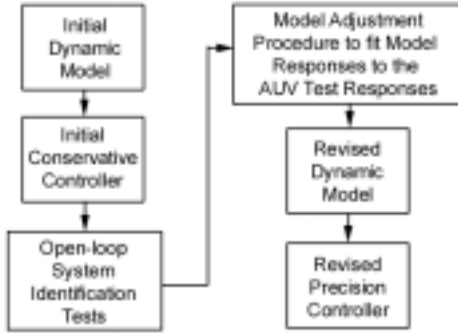 Initial
Dynamic
Model
Initial
Conservative
Controller
Open-loop
System
Identification
Tests
Model Adjustment
Procedure to fit Model
Responses to the
AUV Test Responses
Revised
Dynamic
Model
Revised
Precision
Controller